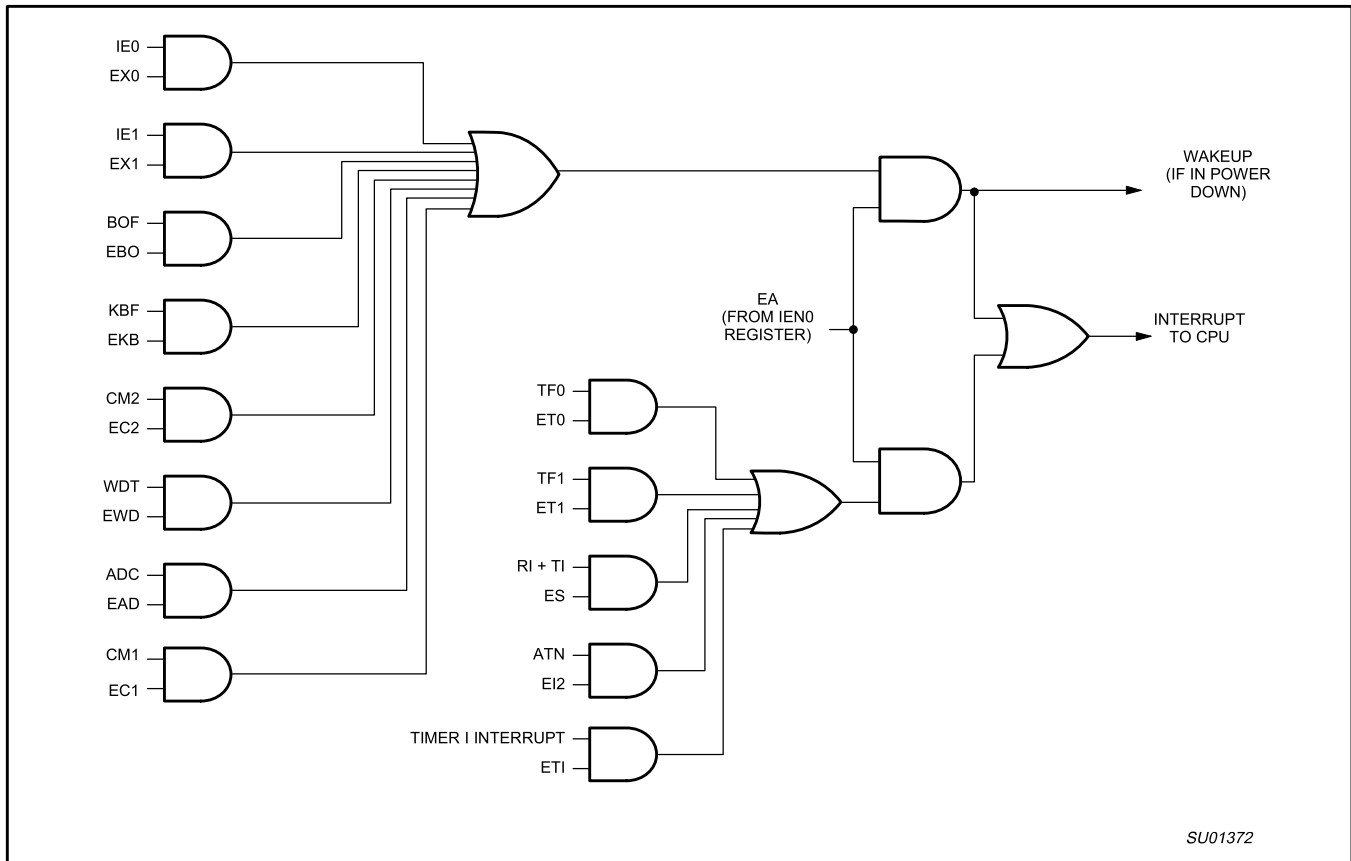 IE0
EX0
IE1
EX1
BOF
EBO
KBF
EKB
CM2
EC2
WDT
EWD
ADC
EAD
CM1
EC1
WAKEUP
(IF IN POWER
DOWN)
EA
(FROM IEN0
REGISTER)
INTERRUPT
TO CPU
TF0
ET0
TF1
ET1
RI + TI
ES
ATN
EI2
TIMER I INTERRUPT
ETI
SU01372